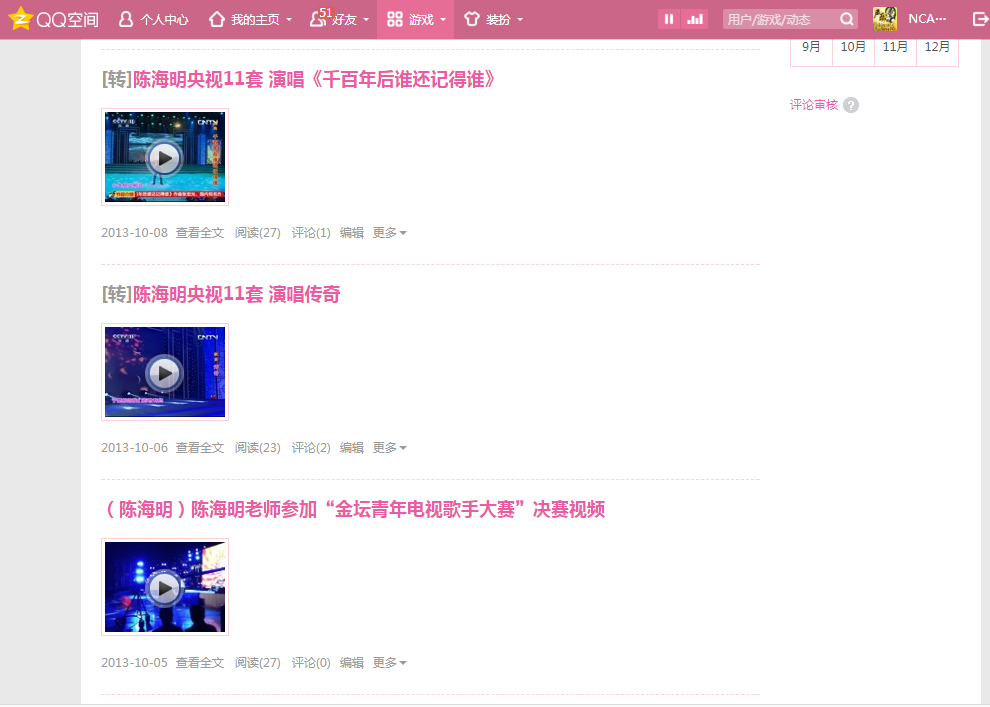 QQ空间 个人中心 我的主页 51 好友 游戏 装扮 用户/游戏/动态 NCA···
9月 10月 11月 12月
[转]陈海明央视11套 演唱《千百年后谁还记得谁》
评论审核 ?
CCTV 11 CNTV
2013-10-08 查看全文 阅读(27) 评论(1) 编辑 更多
[转]陈海明央视11套 演唱传奇
CCTV 11 CNTV
2013-10-06 查看全文 阅读(23) 评论(2) 编辑 更多
（陈海明）陈海明老师参加“金坛青年电视歌手大赛”决赛视频
2013-10-05 查看全文 阅读(27) 评论(0) 编辑 更多